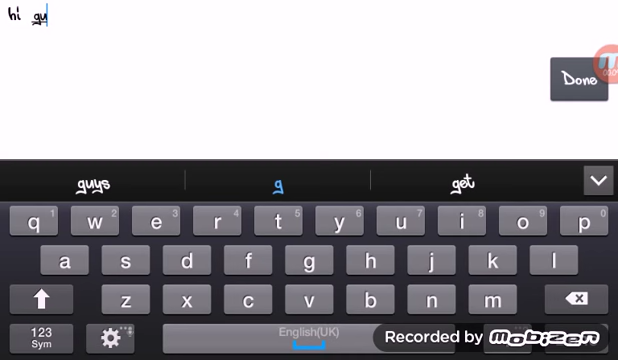 hi gu
Done
guys g get
q w 2 e 3 r 4 t 5 y 6 u 7 i 8 o 9 p 0
a s d f g h j k l
z x c v b n m
123
Sym
English(UK)
Recorded by Mobizen